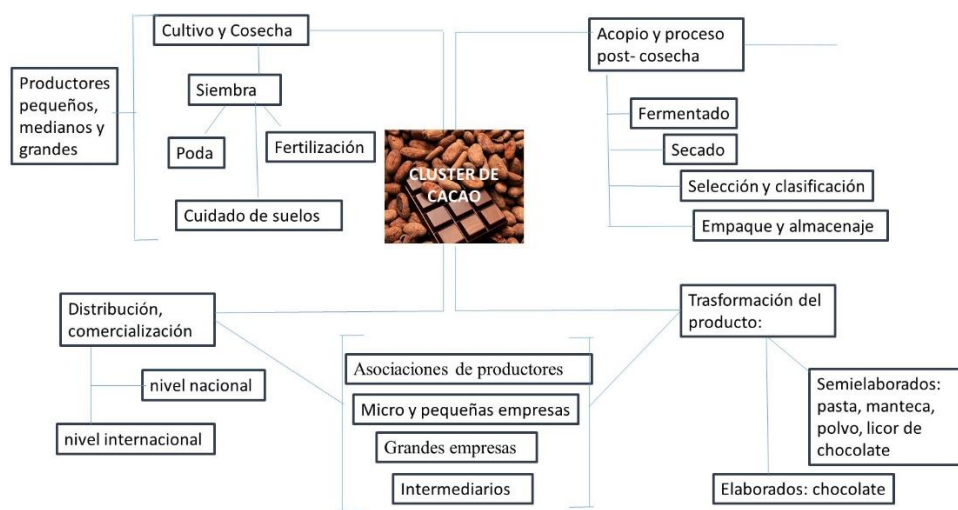 Cultivo y Cosecha
Productores
pequeños,
medianos y
grandes
Siembra
Poda
Fertilización
Cuidado de suelos
CLUSTER DE
CACAO
Acopio y proceso
post- cosecha
Fermentado
Secado
Selección y clasificación
Empaque y almacenaje
Distribución,
comercialización
nivel nacional
nivel internacional
Asociaciones de productores
Micro y pequeñas empresas
Grandes empresas
Intermediarios
Trasformación del
producto:
Semielaborados:
pasta, manteca,
polvo, licor de
chocolate
Elaborados: chocolate